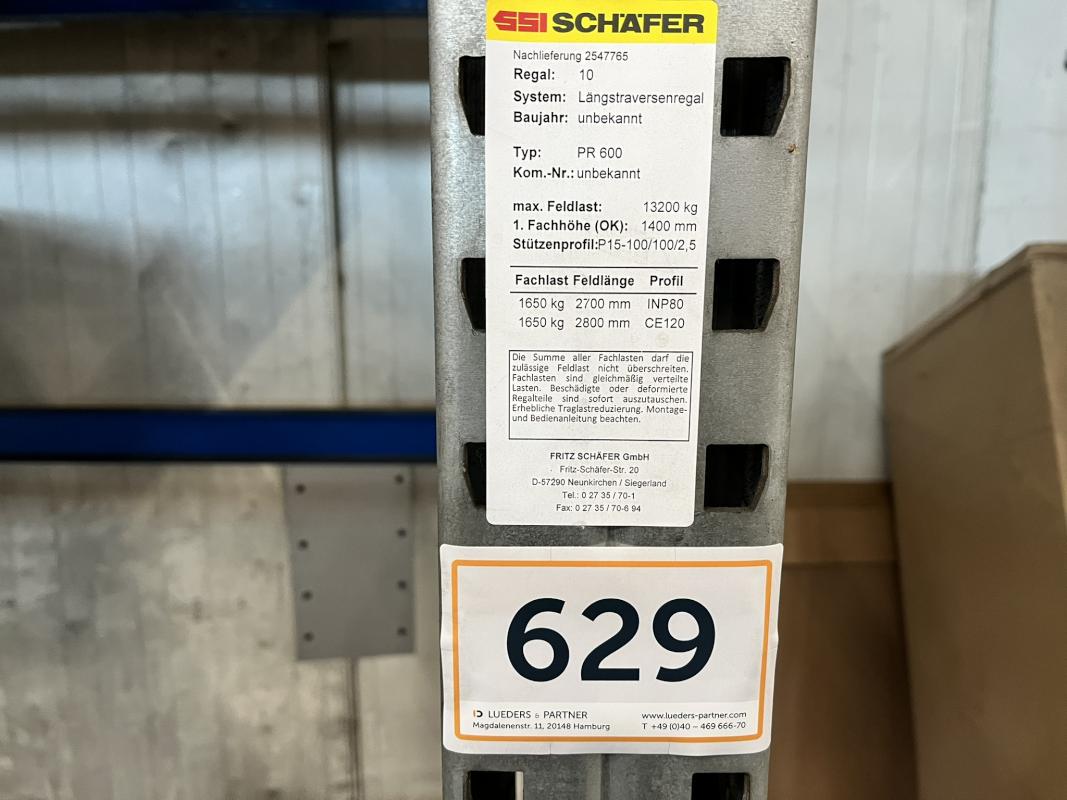 SSI SCHÄFER
Nachlieferung 2547765
Regal: 10
System: Längstraversenregal
Baujahr: unbekannt
Typ: PR 600
Kom.-Nr.: unbekannt
max. Feldlast: 13200 kg
1. Fachhöhe (OK): 1400 mm
Stützenprofil:P15-100/100/2,5
Fachlast Feldlänge Profil
1650 kg 2700 mm INP80
1650 kg 2800 mm CE120
Die Summe aller Fachlasten darf die
zulässige Feldlast nicht überschreiten.
Fachlasten sind gleichmäßig verteilte
Lasten. Beschädigte oder deformierte
Regalteile sind sofort auszutauschen.
Erhebliche Traglastreduzierung. Montage-
und Bedienanleitung beachten.
FRITZ SCHÄFER GmbH
Fritz-Schäfer-Str. 20
D-57290 Neunkirchen / Siegerland
Tel.: 0 27 35 / 70-1
Fax: 0 27 35 / 70-6 94
629
LUEDERS & PARTNER
Magdalenenstr. 11, 20148 Hamburg
www.lueders-partner.com
T +49 (0)40 – 469 666-70